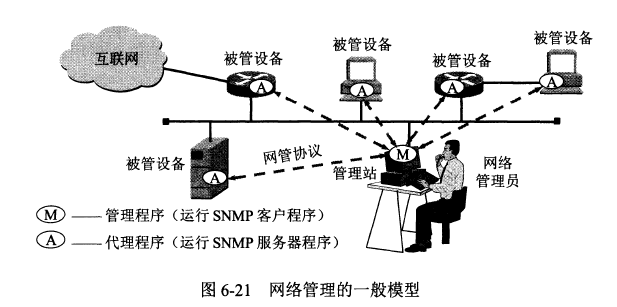 互联网
被管设备
被管设备
被管设备
被管设备
A
A
A
A
被管设备
网管协议
M
A
管理站
网络
管理员
M —— 管理程序（运行 SNMP 客户程序）
A —— 代理程序（运行 SNMP 服务器程序）
图 6-21 网络管理的一般模型